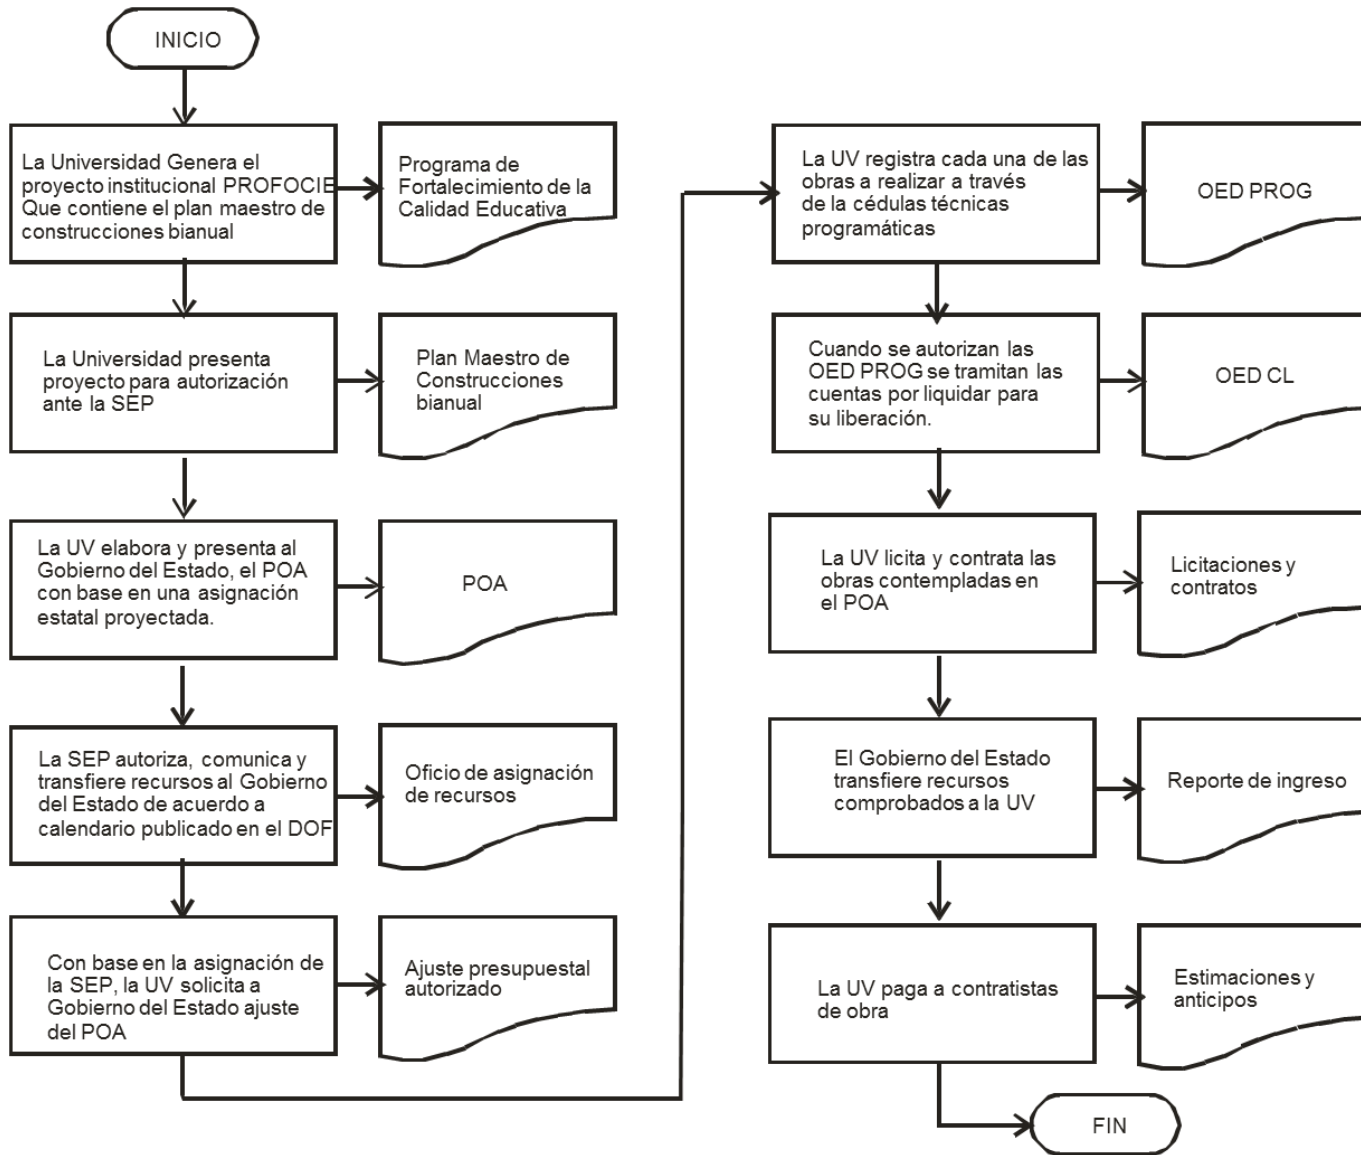 INICIO
La Universidad Genera el
proyecto institucional PROFOCIE
Que contiene el plan maestro de
construcciones bianual
Programa de
Fortalecimiento de la
Calidad Educativa
La Universidad presenta
proyecto para autorización
ante la SEP
Plan Maestro de
Construcciones
bianual
La UV elabora y presenta al
Gobierno del Estado, el POA
con base en una asignación
estatal proyectada.
POA
La SEP autoriza, comunica y
transfiere recursos al Gobierno
del Estado de acuerdo a
calendario publicado en el DOF
Oficio de asignación
de recursos
Con base en la asignación de
la SEP, la UV solicita a
Gobierno del Estado ajuste
del POA
Ajuste presupuestal
autorizado
La UV registra cada una de las
obras a realizar a través
de la cédulas técnicas
programáticas
OED PROG
Cuando se autorizan las
OED PROG se tramitan las
cuentas por liquidar para
su liberación.
OED CL
La UV licita y contrata las
obras contempladas en
el POA
Licitaciones y
contratos
El Gobierno del Estado
transfiere recursos
comprobados a la UV
Reporte de ingreso
La UV paga a contratistas
de obra
Estimaciones y
anticipos
FIN